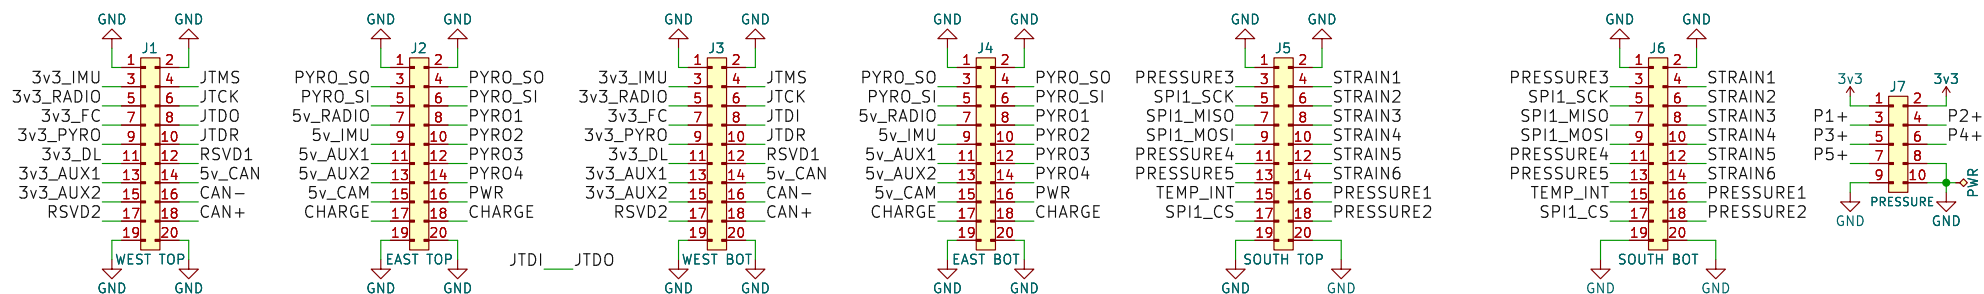 GND GND GND GND GND GND GND GND GND GND GND GND
J1 J2 J3 J4 J5 J6
1 2 1 2 1 2 1 2 1 2 1 2
3v3_IMU 3 4 JTMS PYRO_SO 3 4 PYRO_SO 3v3_IMU 3 4 JTMS PYRO_SO 3 4 PYRO_SO PRESSURE3 3 4 STRAIN1 PRESSURE3 3 4 STRAIN1 3v3 3v3
J7
3v3_RADIO 5 6 JTCK PYRO_SI 5 6 PYRO_SI 3v3_RADIO 5 6 JTCK PYRO_SI 5 6 PYRO_SI SPI1_SCK 5 6 STRAIN2 SPI1_SCK 5 6 STRAIN2 1 2
3v3_FC 7 8 JTDO 5v_RADIO 7 8 PYRO1 3v3_FC 7 8 JTDI 5v_RADIO 7 8 PYRO1 SPI1_MISO 7 8 STRAIN3 SPI1_MISO 7 8 STRAIN3 P1+ 3 4 P2+
3v3_PYRO 9 10 JTDR 5v_IMU 9 10 PYRO2 3v3_PYRO 9 10 JTDR 5v_IMU 9 10 PYRO2 SPI1_MOSI 9 10 STRAIN4 SPI1_MOSI 9 10 STRAIN4 P3+ 5 6 P4+
3v3_DL 11 12 RSVD1 5v_AUX1 11 12 PYRO3 3v3_DL 11 12 RSVD1 5v_AUX1 11 12 PYRO3 PRESSURE4 11 12 STRAIN5 PRESSURE4 11 12 STRAIN5 P5+ 7 8
3v3_AUX1 13 14 5v_CAN 5v_AUX2 13 14 PYRO4 3v3_AUX1 13 14 5v_CAN 5v_AUX2 13 14 PYRO4 PRESSURE5 13 14 STRAIN6 PRESSURE5 13 14 STRAIN6 9 10 PWR
3v3_AUX2 15 16 CAN- 5v_CAM 15 16 PWR 3v3_AUX2 15 16 CAN- 5v_CAM 15 16 PWR TEMP_INT 15 16 PRESSURE1 TEMP_INT 15 16 PRESSURE1 PRESSURE
RSVD2 17 18 CAN+ CHARGE 17 18 CHARGE RSVD2 17 18 CAN+ CHARGE 17 18 CHARGE SPI1_CS 17 18 PRESSURE2 SPI1_CS 17 18 PRESSURE2 GND GND
19 20 19 20 19 20 19 20 19 20 19 20
WEST TOP EAST TOP JTDI JTDO WEST BOT EAST BOT SOUTH TOP SOUTH BOT
GND GND GND GND GND GND GND GND GND GND GND GND